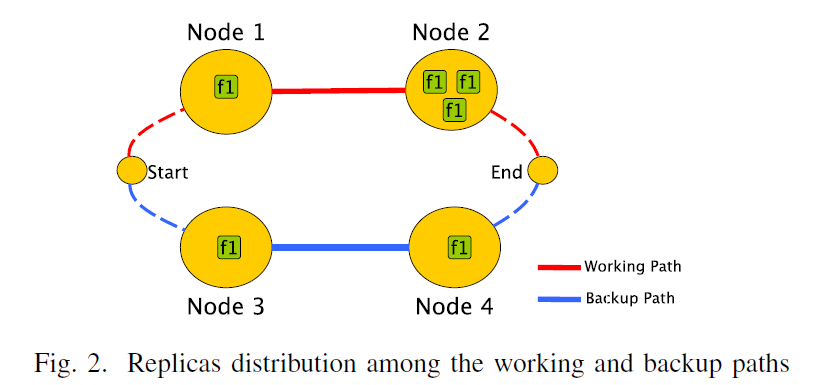 Node 1 Node 2
f1 f1 f1
f1
Start End
f1 f1
Working Path
Node 3 Node 4
Backup Path
Fig. 2. Replicas distribution among the working and backup paths